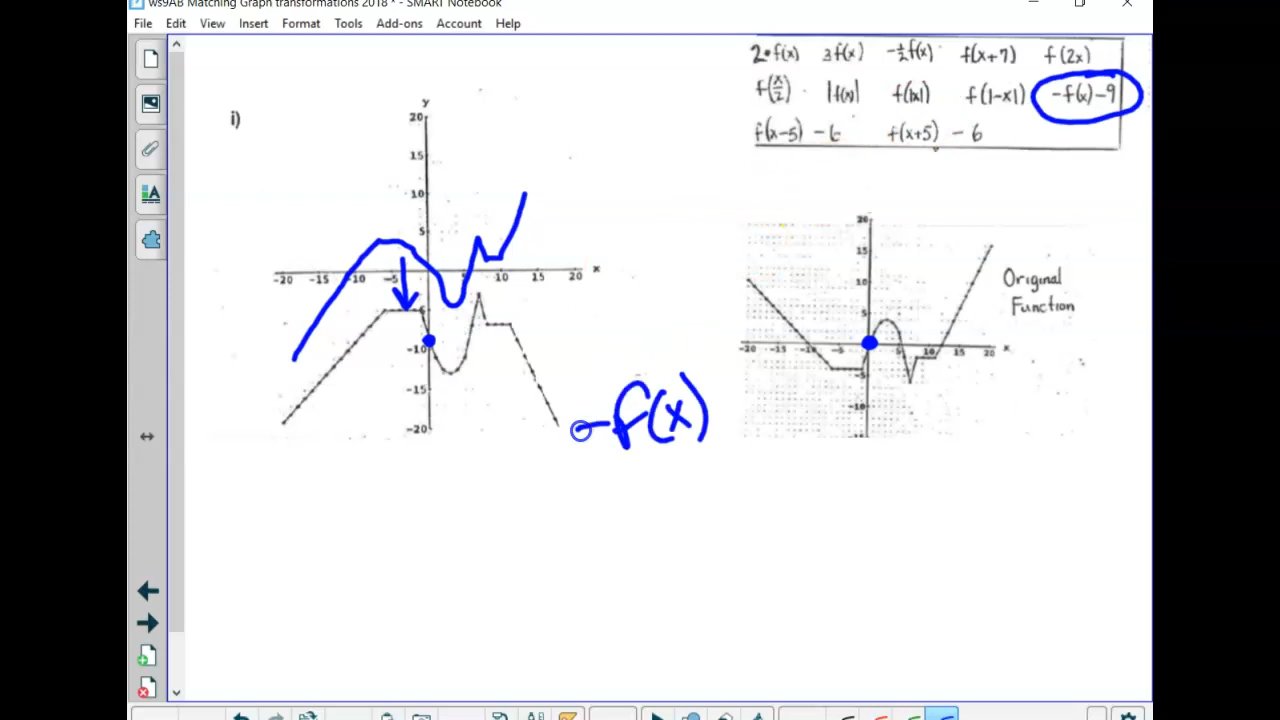 ws9AB Matching Graph transformations 2018 * - SMART Notebook
File Edit View Insert Format Tools Add-ons Account Help
2•f(x) 3f(x) -½f(x) f(x+7) f(2x)
f(x/2) |f(x)| f(|x|) f(|-x|) -f(x)-9
f(x-5) - 6 f(x+5) - 6
i)
y
20
15
10
5
-20 -15 -10 -5 5 10 15 20 x
-5
-10
-15
-20
-f(x)
20
15
10
5
-20 -15 -10 -5 5 10 15 20 x
-5
-10
Original
Function